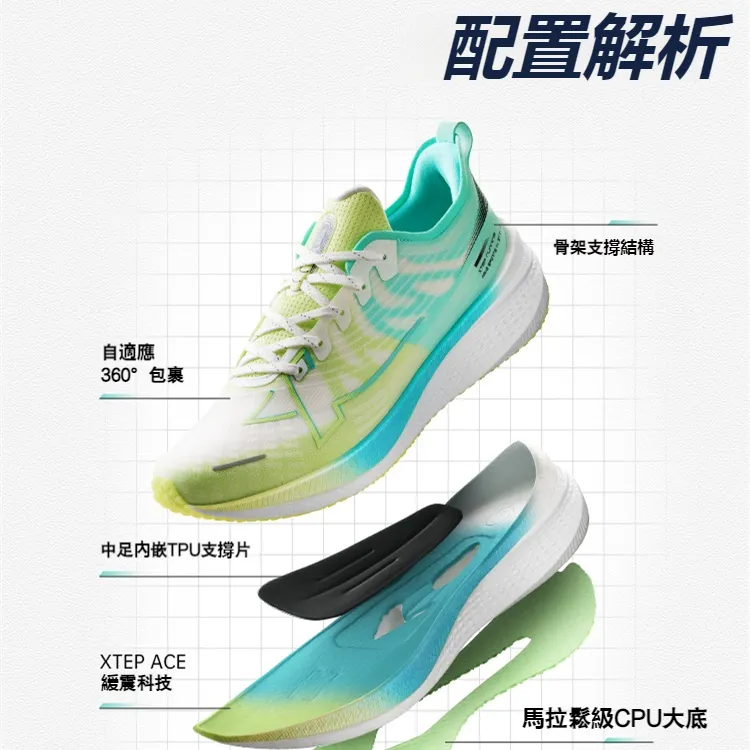 配置解析
骨架支撐結構
自適應
360° 包裹
中足內嵌TPU支撐片
XTEP ACE
緩震科技
馬拉鬆級CPU大底